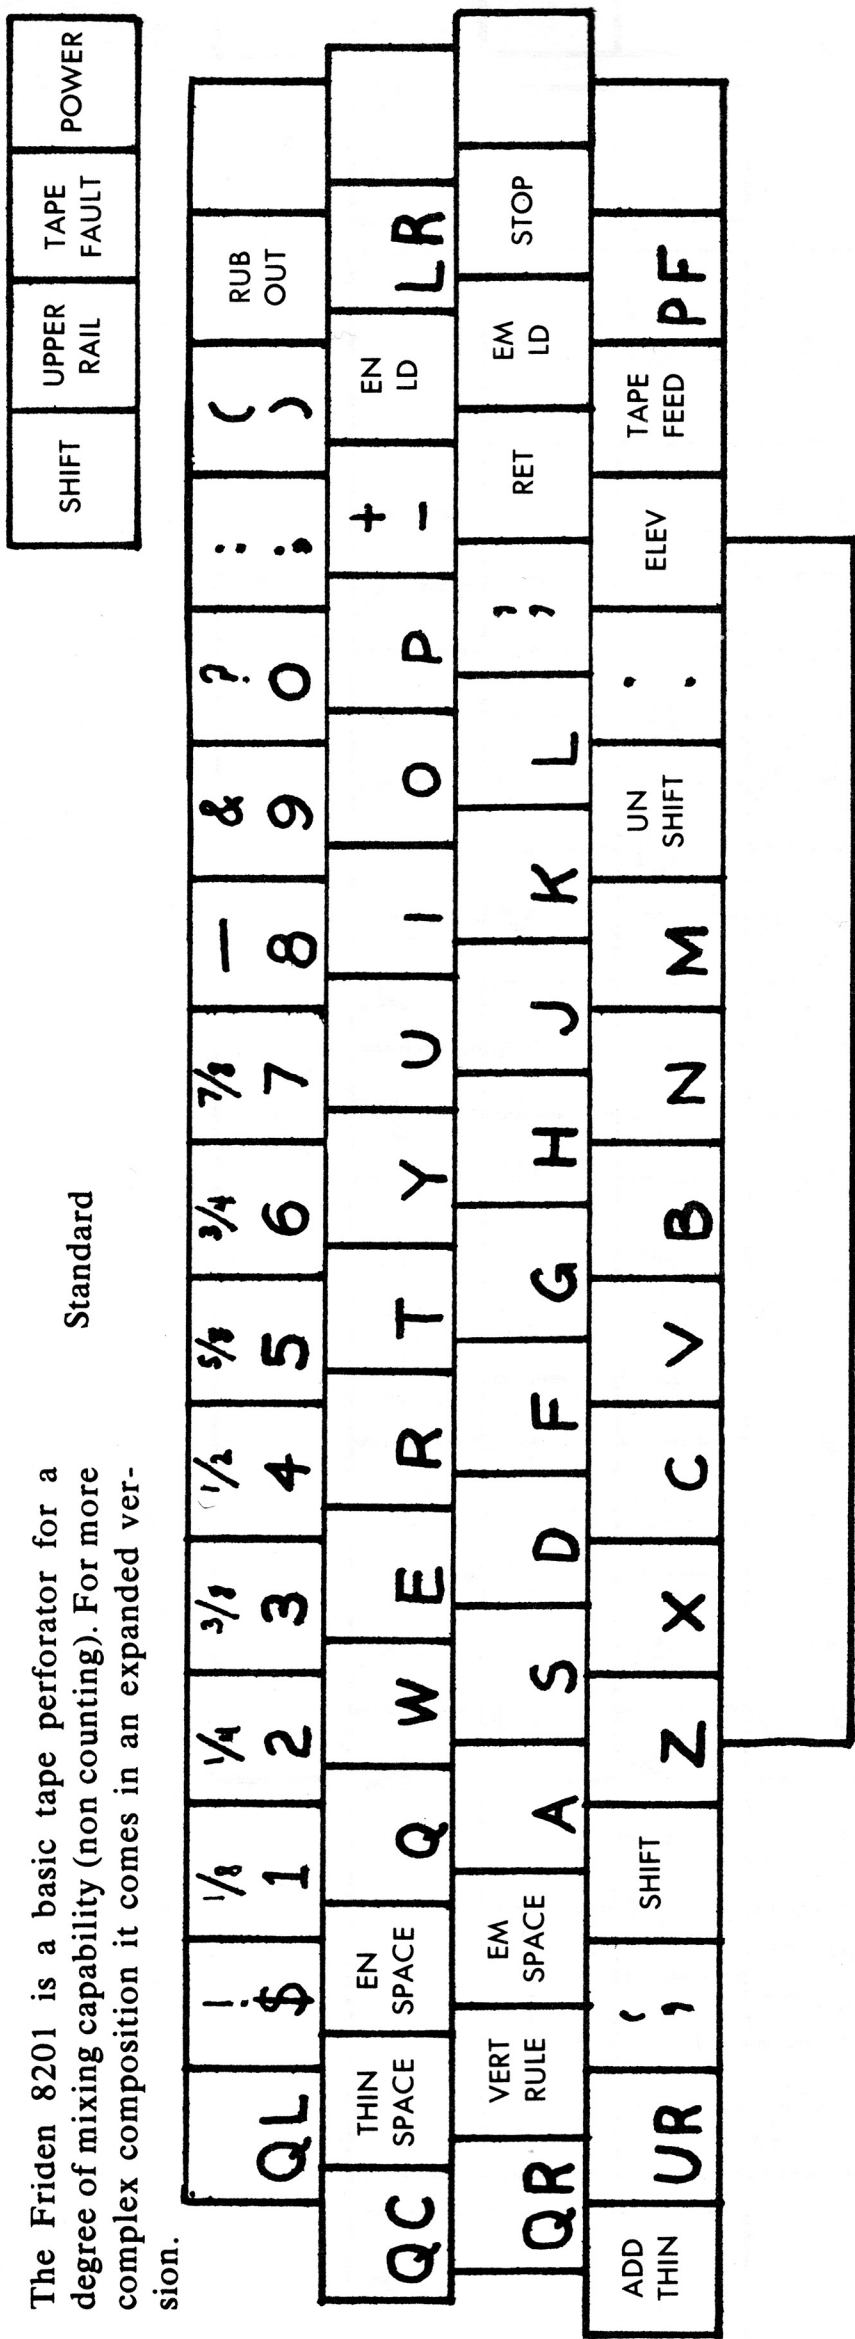 The Friden 8201 is a basic tape perforator for a
degree of mixing capability (non counting). For more
complex composition it comes in an expanded ver-
sion.
Standard
SHIFT UPPER RAIL TAPE FAULT POWER
QL ! $ 1/8 1 1/4 2 3/8 3 1/2 4 5/8 5 3/4 6 7/8 7 — 8 & 9 ? 0 : ; ( ) RUB OUT
QC THIN SPACE EN SPACE Q W E R T Y U I O P + - EN LD LR
QR VERT RULE EM SPACE A S D F G H J K L , , RET EM LD STOP
ADD THIN UR ‘ ’ SHIFT Z X C V B N M UN SHIFT . . ELEV TAPE FEED PF